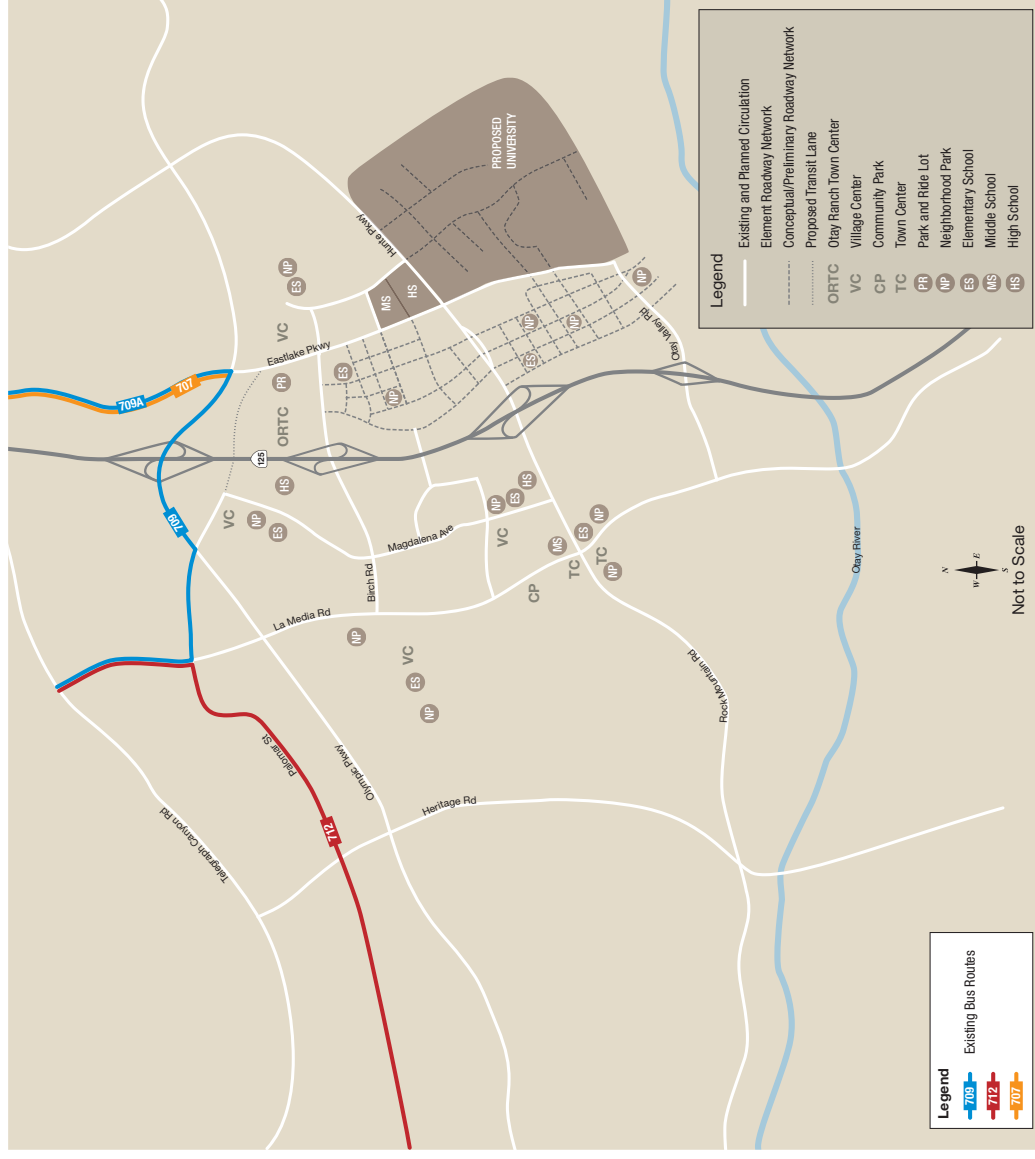 709A
707
709
712
125
Telegraph Canyon Rd
Palomar St
Olympic Pkwy
Heritage Rd
La Media Rd
Birch Rd
Magdalena Ave
Rock Mountain Rd
Eastlake Pkwy
Hunte Pkwy
Otay Valley Rd
Otay River
PROPOSED
UNIVERSITY
MS
HS
NP
ES
VC
PR
ORTC
ES
NP
HS
VC
NP
ES
NP
VC
ES
NP
NP
ES
HS
VC
CP
MS
TC
ES
NP
TC
NP
NP
ES
NP
NP
N
W
E
S
Not to Scale
Legend
Existing and Planned Circulation
Element Roadway Network
Conceptual/Preliminary Roadway Network
Proposed Transit Lane
ORTC Otay Ranch Town Center
VC Village Center
CP Community Park
TC Town Center
PR Park and Ride Lot
NP Neighborhood Park
ES Elementary School
MS Middle School
HS High School
Legend
709 Existing Bus Routes
712
707